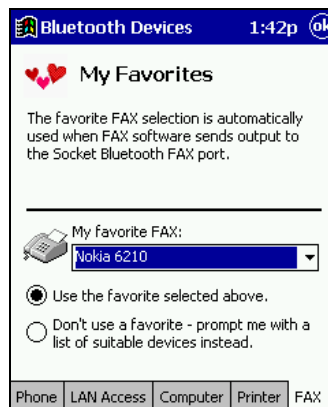 Bluetooth Devices 1:42p ok
My Favorites
The favorite FAX selection is automatically
used when FAX software sends output to
the Socket Bluetooth FAX port.
My favorite FAX:
Nokia 6210
Use the favorite selected above.
Don't use a favorite - prompt me with a
list of suitable devices instead.
Phone LAN Access Computer Printer FAX